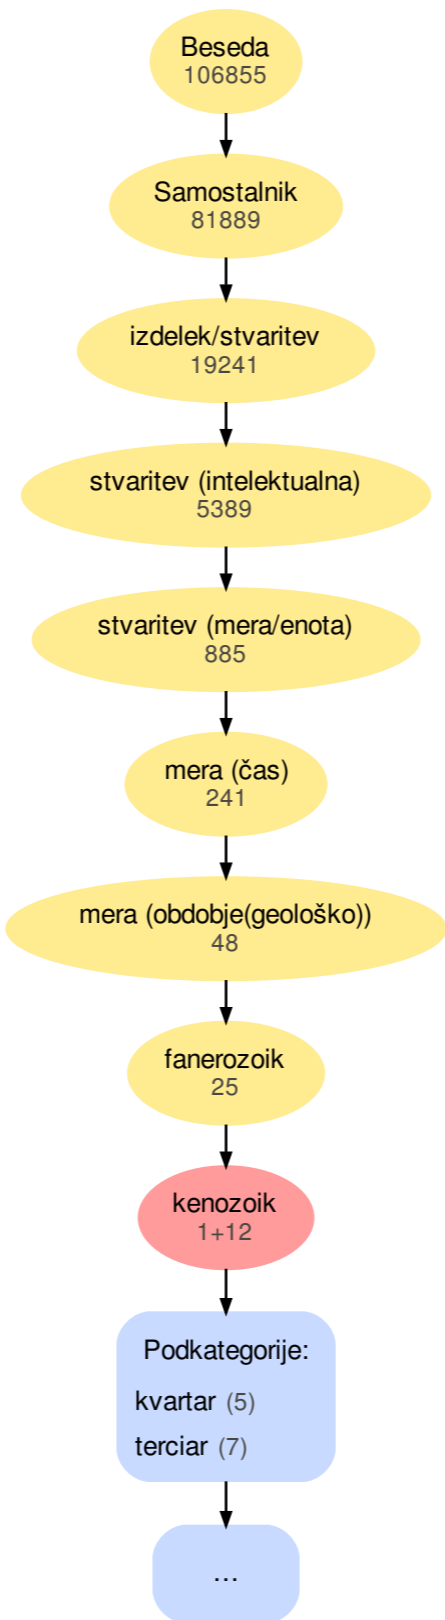 Beseda
106855
Samostalnik
81889
izdelek/stvaritev
19241
stvaritev (intelektualna)
5389
stvaritev (mera/enota)
885
mera (čas)
241
mera (obdobje(geološko))
48
fanerozoik
25
kenozoik
1+12
Podkategorije:
kvartar (5)
terciar (7)
...